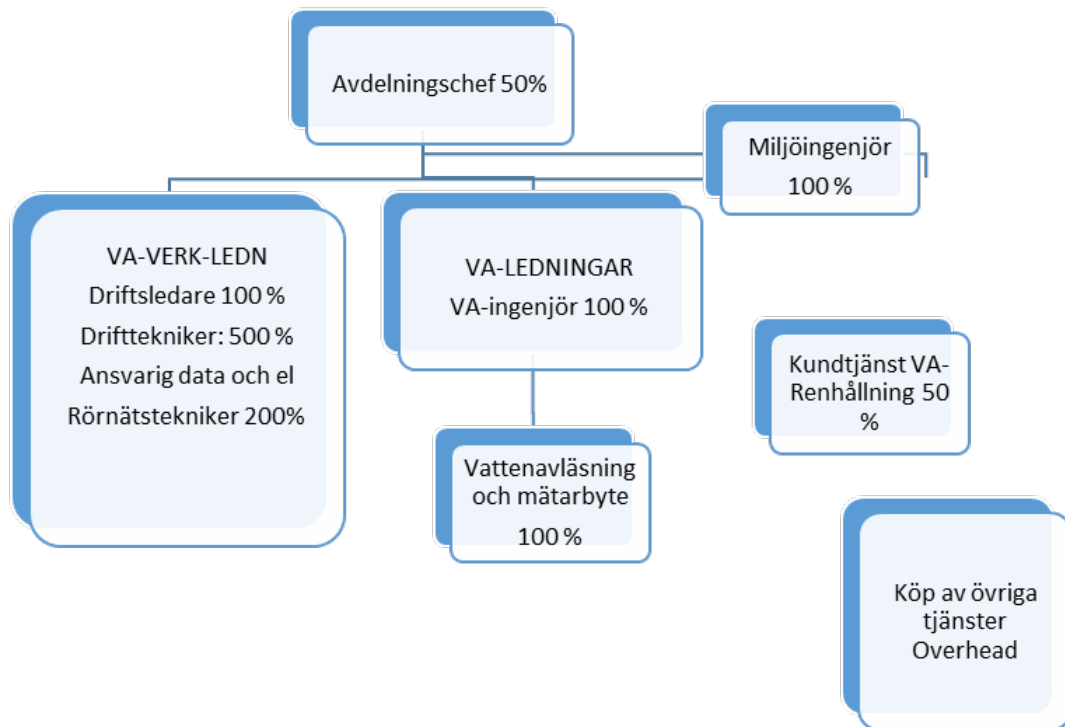 Avdelningschef 50%
Miljöingenjör
100 %
VA-VERK-LEDN
Driftsledare 100 %
Drifttekniker: 500 %
Ansvarig data och el
Rörnätstekniker 200%
VA-LEDNINGAR
VA-ingenjör 100 %
Vattenavläsning
och mätarbyte
100 %
Kundtjänst VA-
Renhållning 50
%
Köp av övriga
tjänster
Overhead